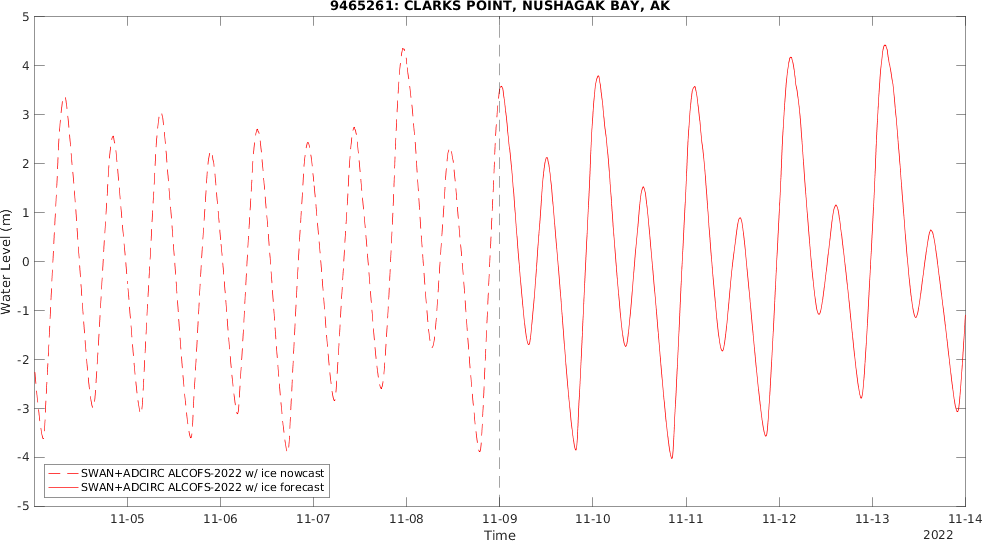 9465261: CLARKS POINT, NUSHAGAK BAY, AK
5
4
3
2
1
0
-1
-2
-3
-4
-5
Water Level (m)
SWAN+ADCIRC ALCOFS-2022 w/ ice nowcast
SWAN+ADCIRC ALCOFS-2022 w/ ice forecast
11-05 11-06 11-07 11-08 11-09 11-10 11-11 11-12 11-13 11-14
Time
2022